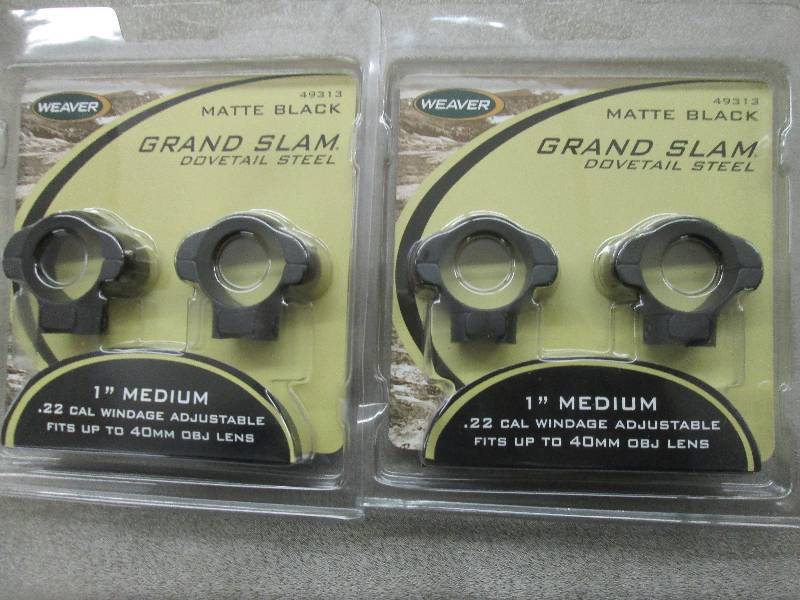 WEAVER
49313
MATTE BLACK
GRAND SLAM
DOVETAIL STEEL
1" MEDIUM
.22 CAL WINDAGE ADJUSTABLE
FITS UP TO 40MM OBJ LENS
WEAVER
49313
MATTE BLACK
GRAND SLAM
DOVETAIL STEEL
1" MEDIUM
.22 CAL WINDAGE ADJUSTABLE
FITS UP TO 40MM OBJ LENS